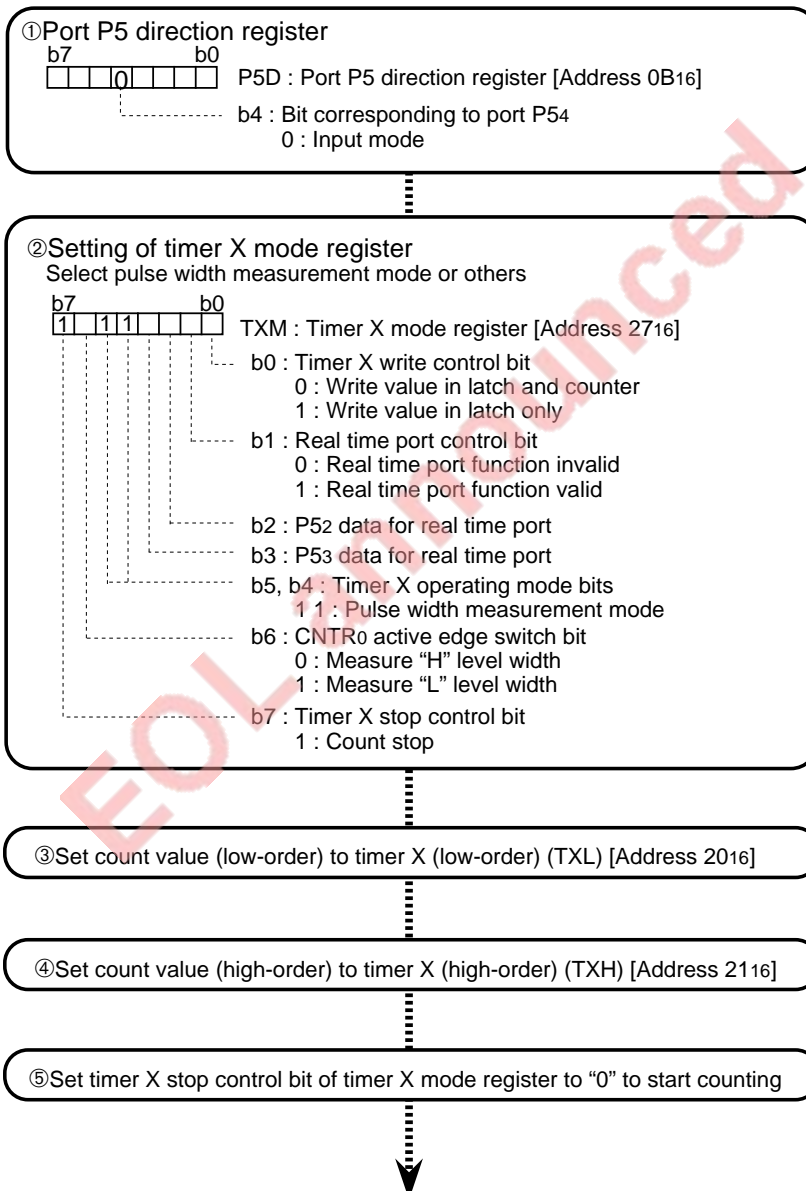 ①Port P5 direction register
b7 b0
0
P5D : Port P5 direction register [Address 0B16]
b4 : Bit corresponding to port P54
0 : Input mode
②Setting of timer X mode register
Select pulse width measurement mode or others
b7 b0
1 1 1
TXM : Timer X mode register [Address 2716]
b0 : Timer X write control bit
0 : Write value in latch and counter
1 : Write value in latch only
b1 : Real time port control bit
0 : Real time port function invalid
1 : Real time port function valid
b2 : P52 data for real time port
b3 : P53 data for real time port
b5, b4 : Timer X operating mode bits
1 1 : Pulse width measurement mode
b6 : CNTR0 active edge switch bit
0 : Measure “H” level width
1 : Measure “L” level width
b7 : Timer X stop control bit
1 : Count stop
③Set count value (low-order) to timer X (low-order) (TXL) [Address 2016]
④Set count value (high-order) to timer X (high-order) (TXH) [Address 2116]
⑤Set timer X stop control bit of timer X mode register to “0” to start counting
EOL announced